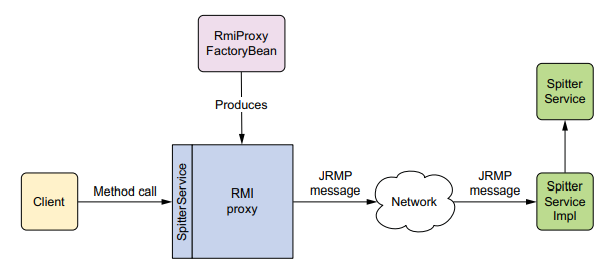 RmiProxy
FactoryBean
Produces
Client
Method call
SpitterService
RMI
proxy
JRMP
message
Network
JRMP
message
Spitter
Service
Spitter
Service
Impl